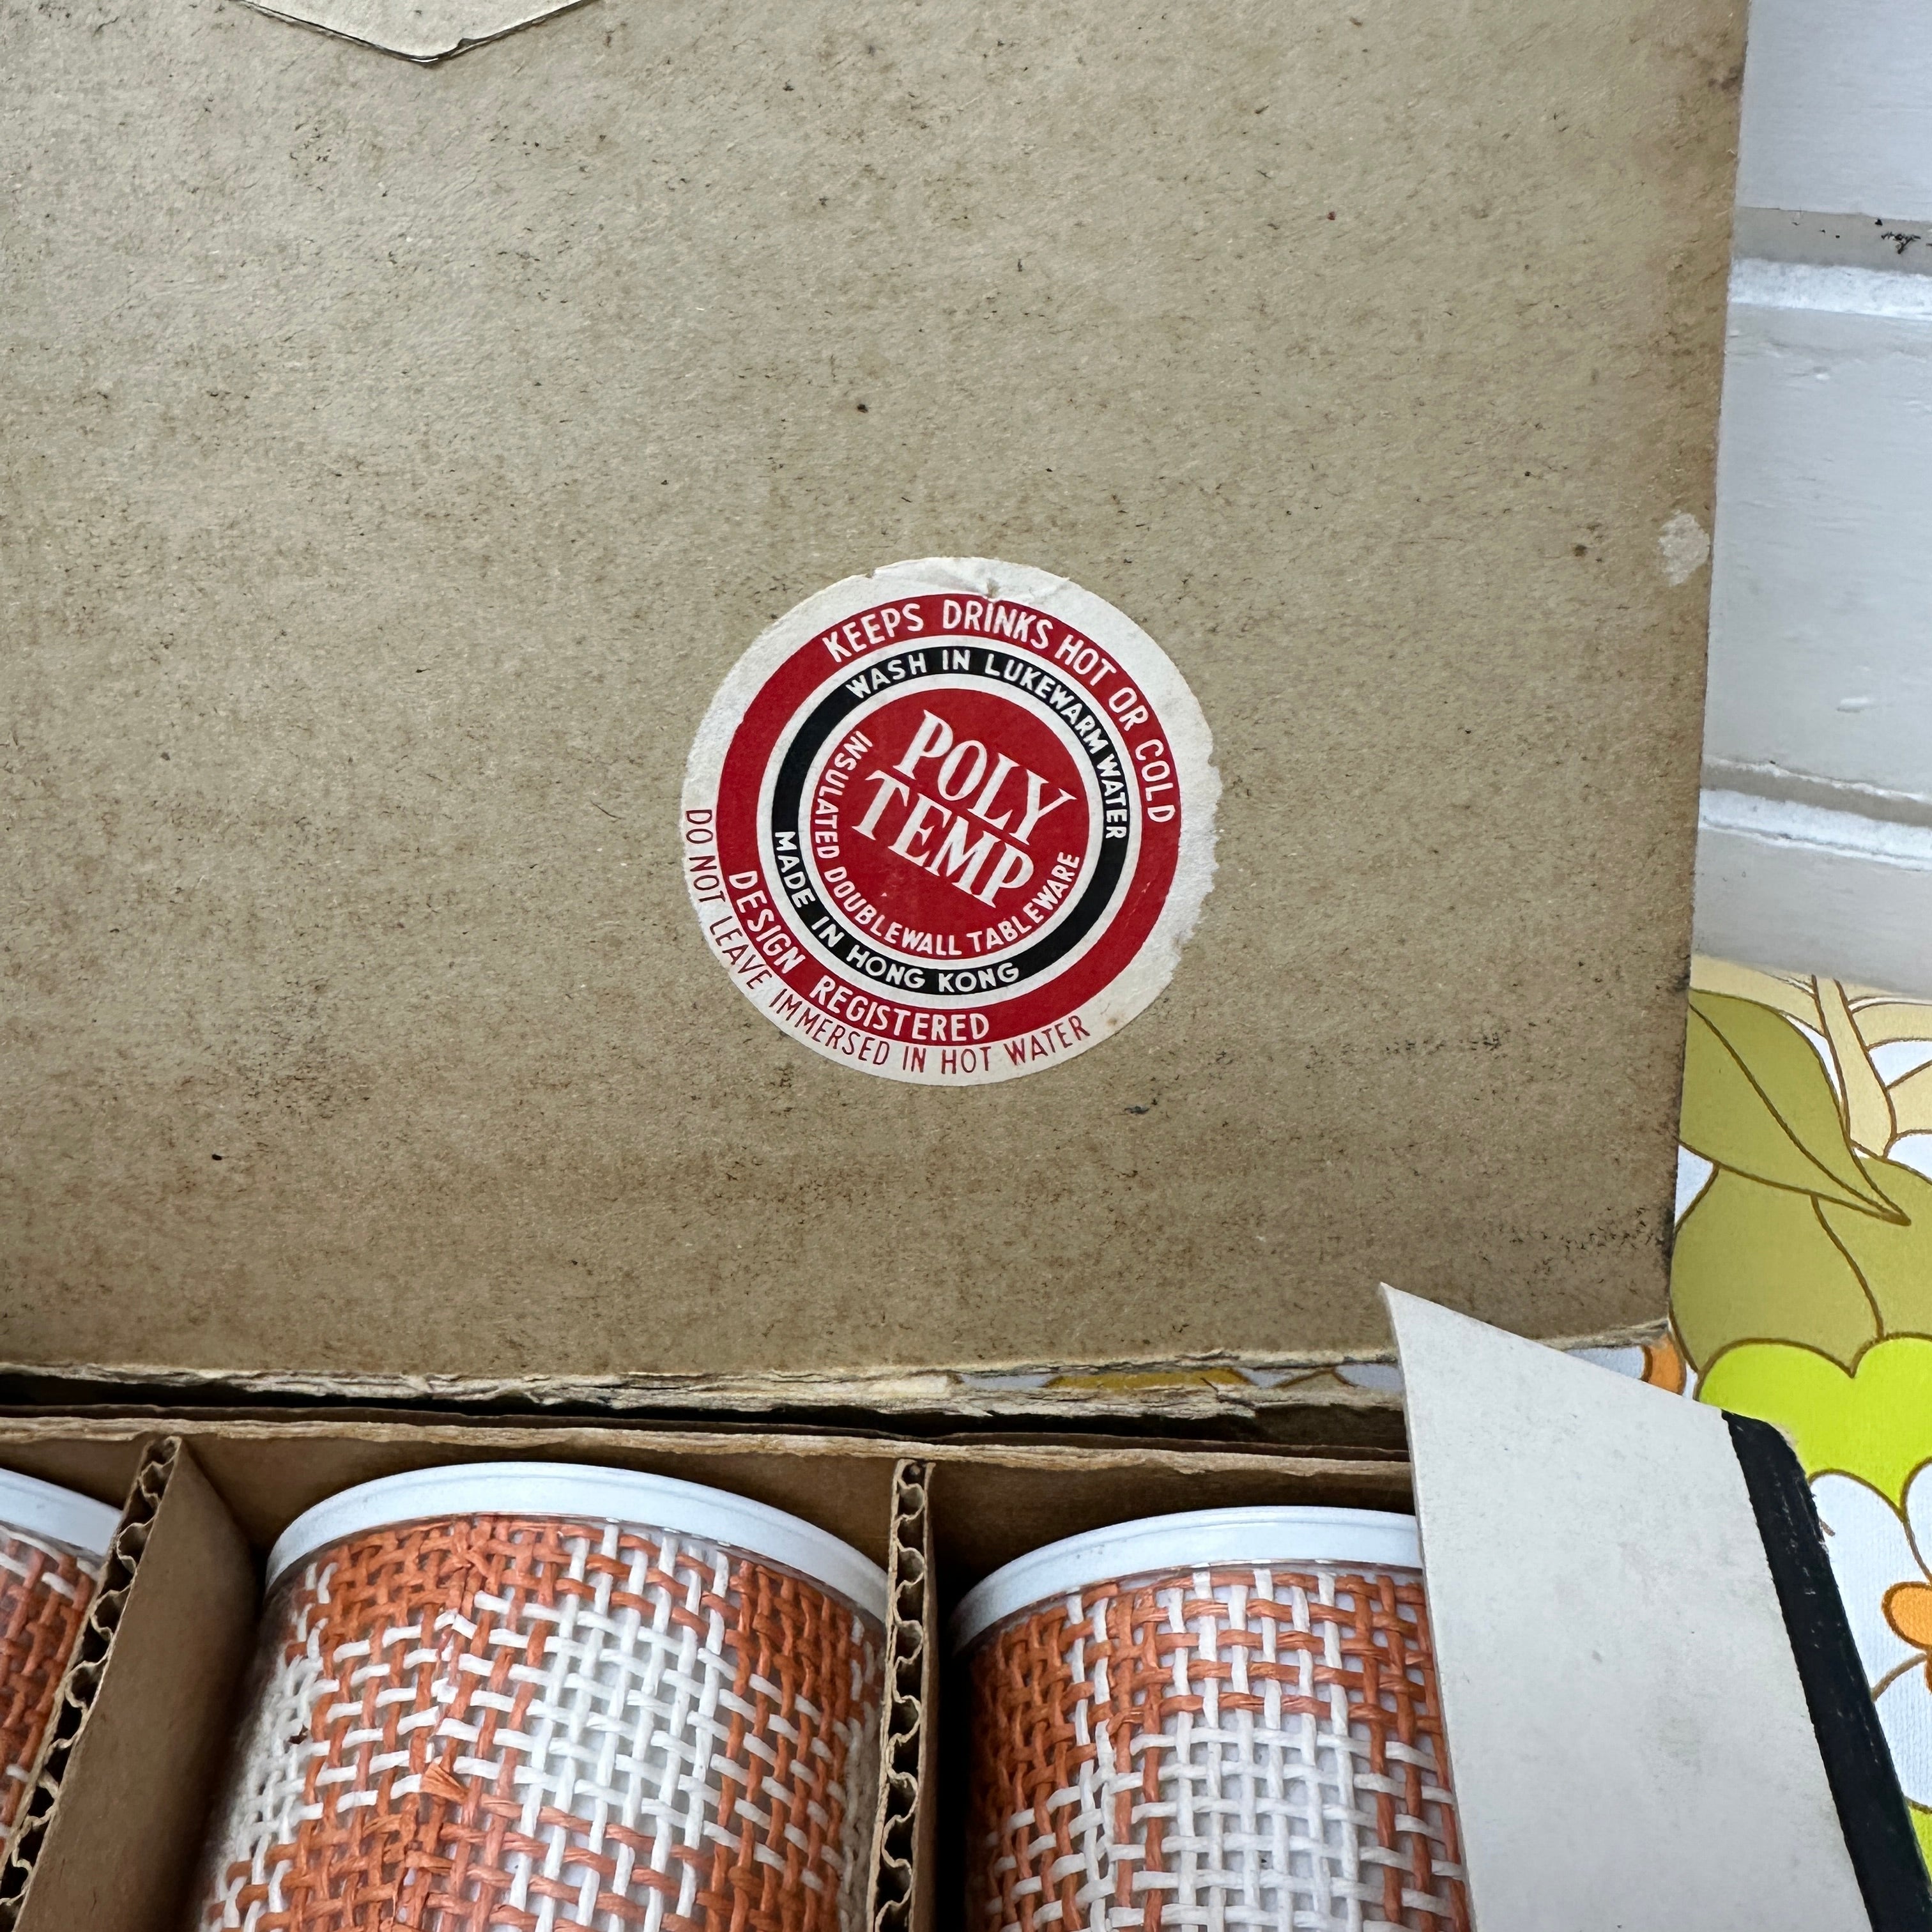 KEEPS DRINKS HOT OR COLD
WASH IN LUKEWARM WATER
POLY
TEMP
INSULATED DOUBLEWALL TABLEWARE
MADE IN HONG KONG
DESIGN REGISTERED
DO NOT LEAVE IMMERSED IN HOT WATER